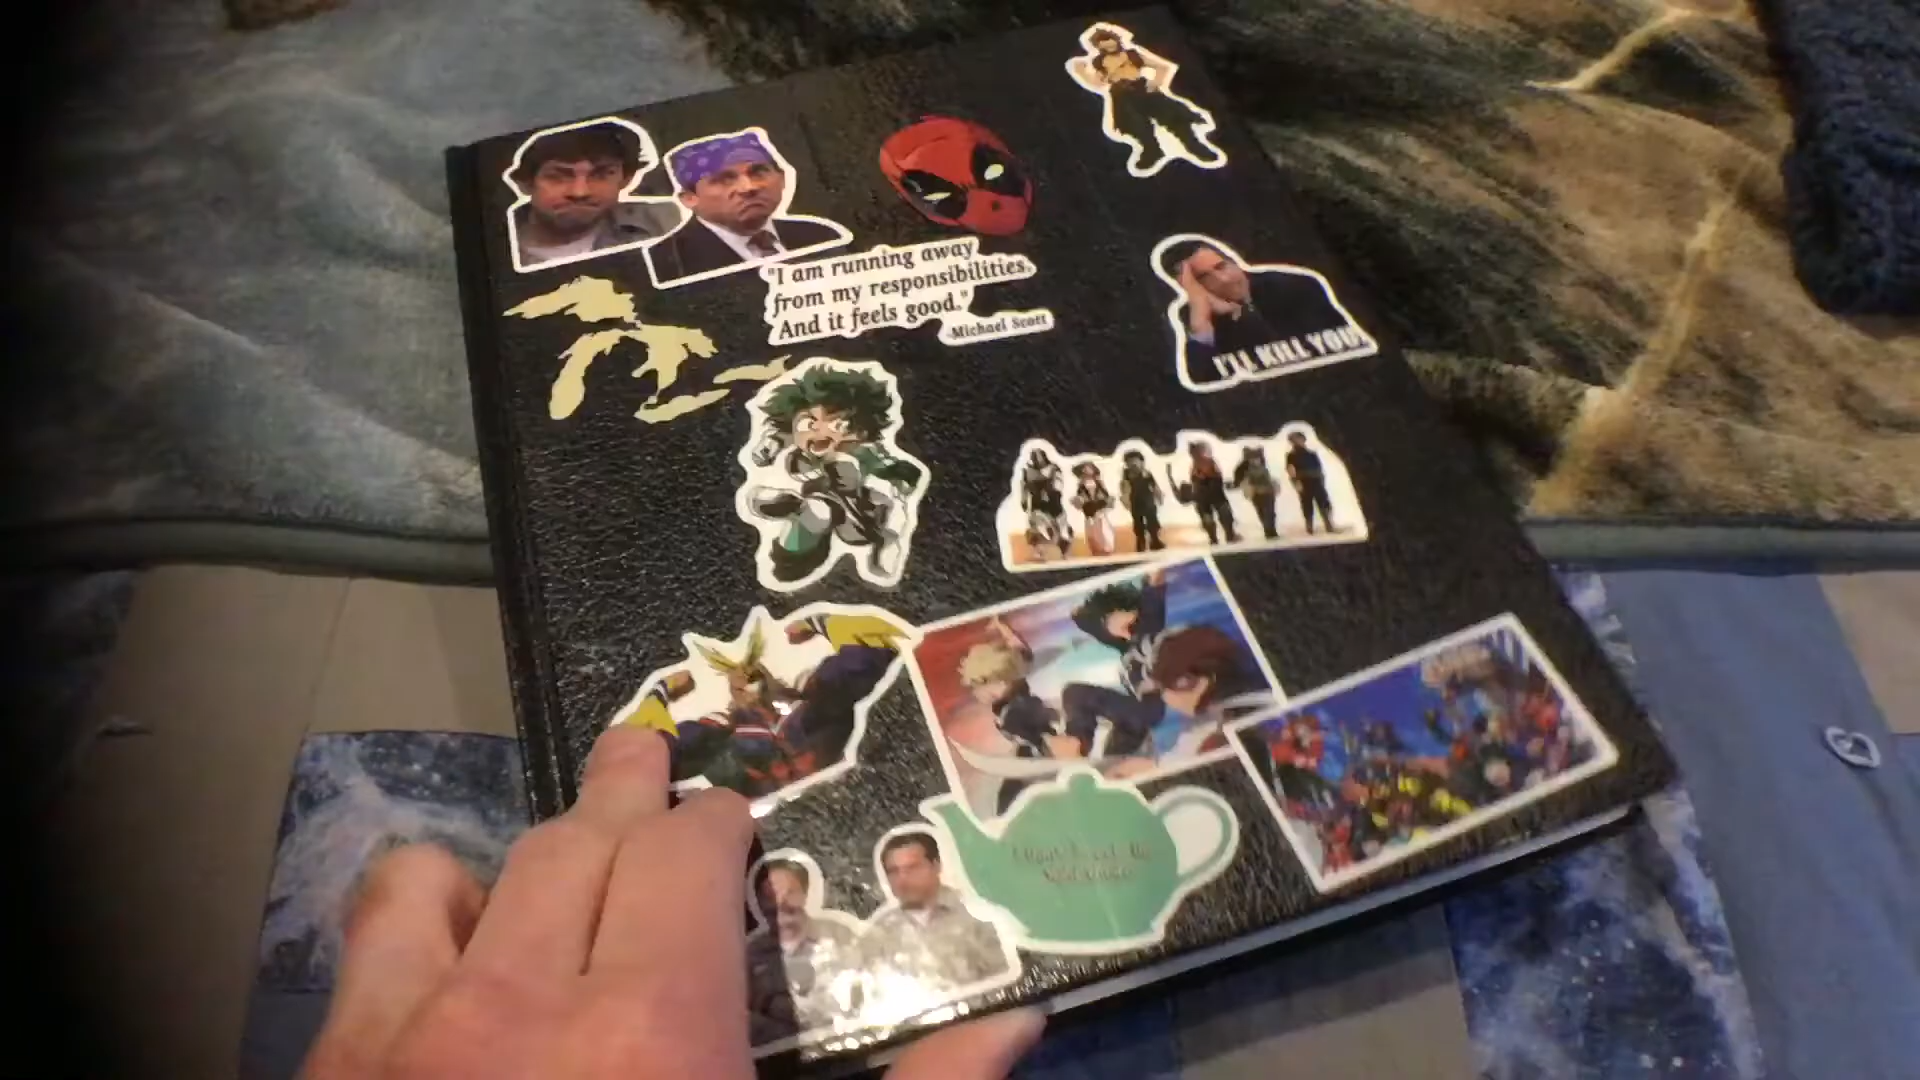 "I am running away
from my responsibilities.
And it feels good."
-Michael Scott
I'LL KILL YOU!